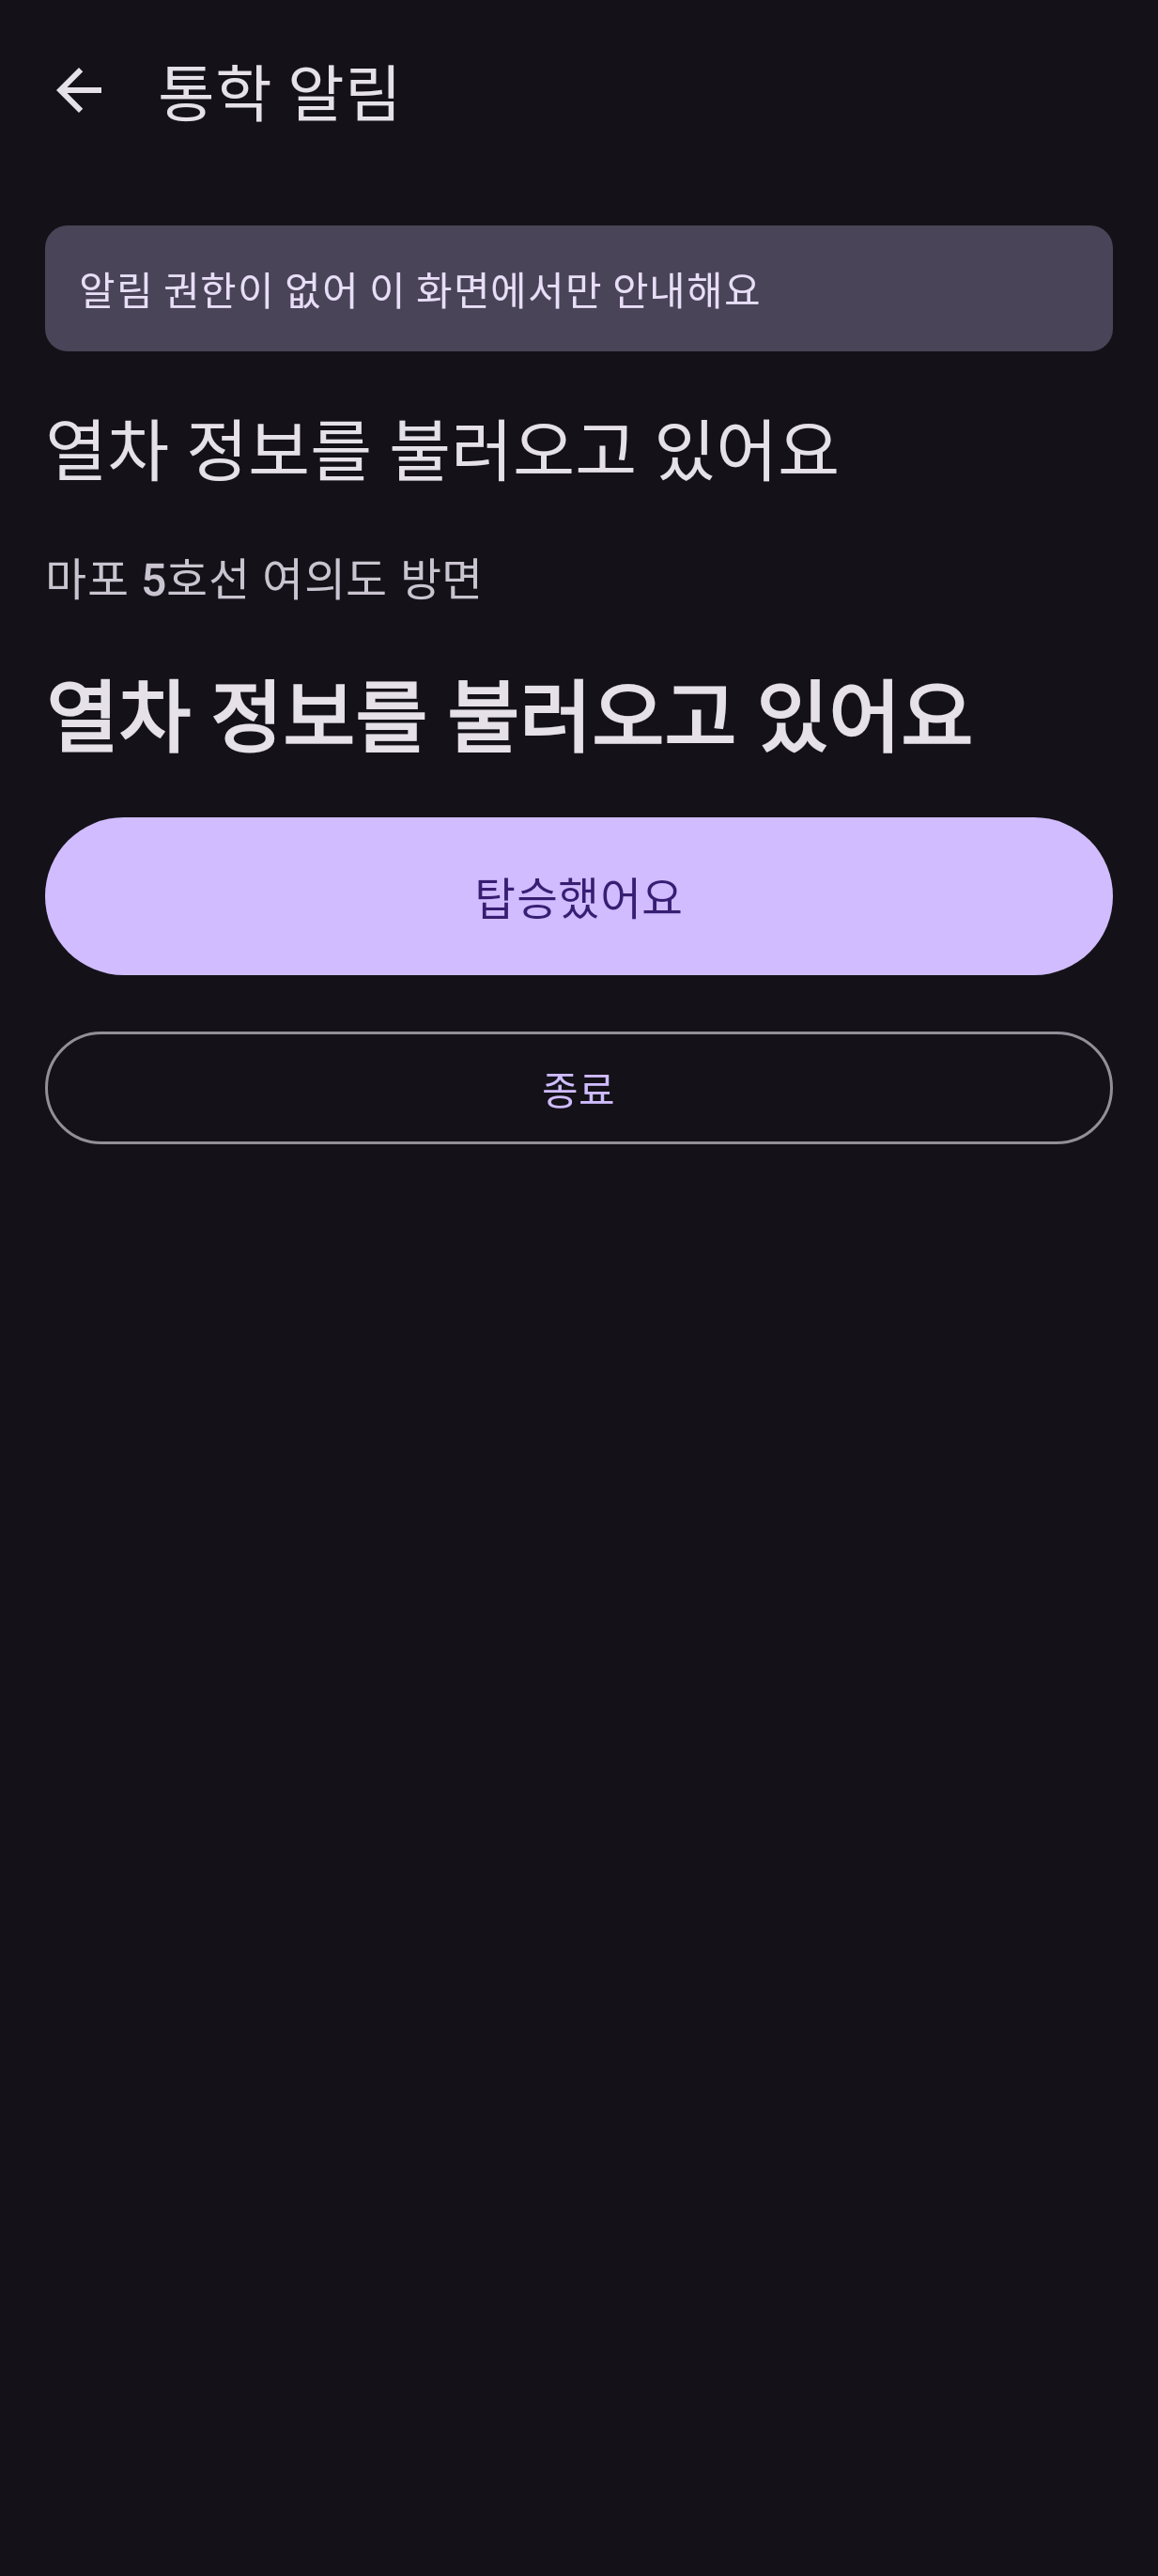 통학 알림
알림 권한이 없어 이 화면에서만 안내해요
열차 정보를 불러오고 있어요
마포 5호선 여의도 방면
열차 정보를 불러오고 있어요
탑승했어요
종료